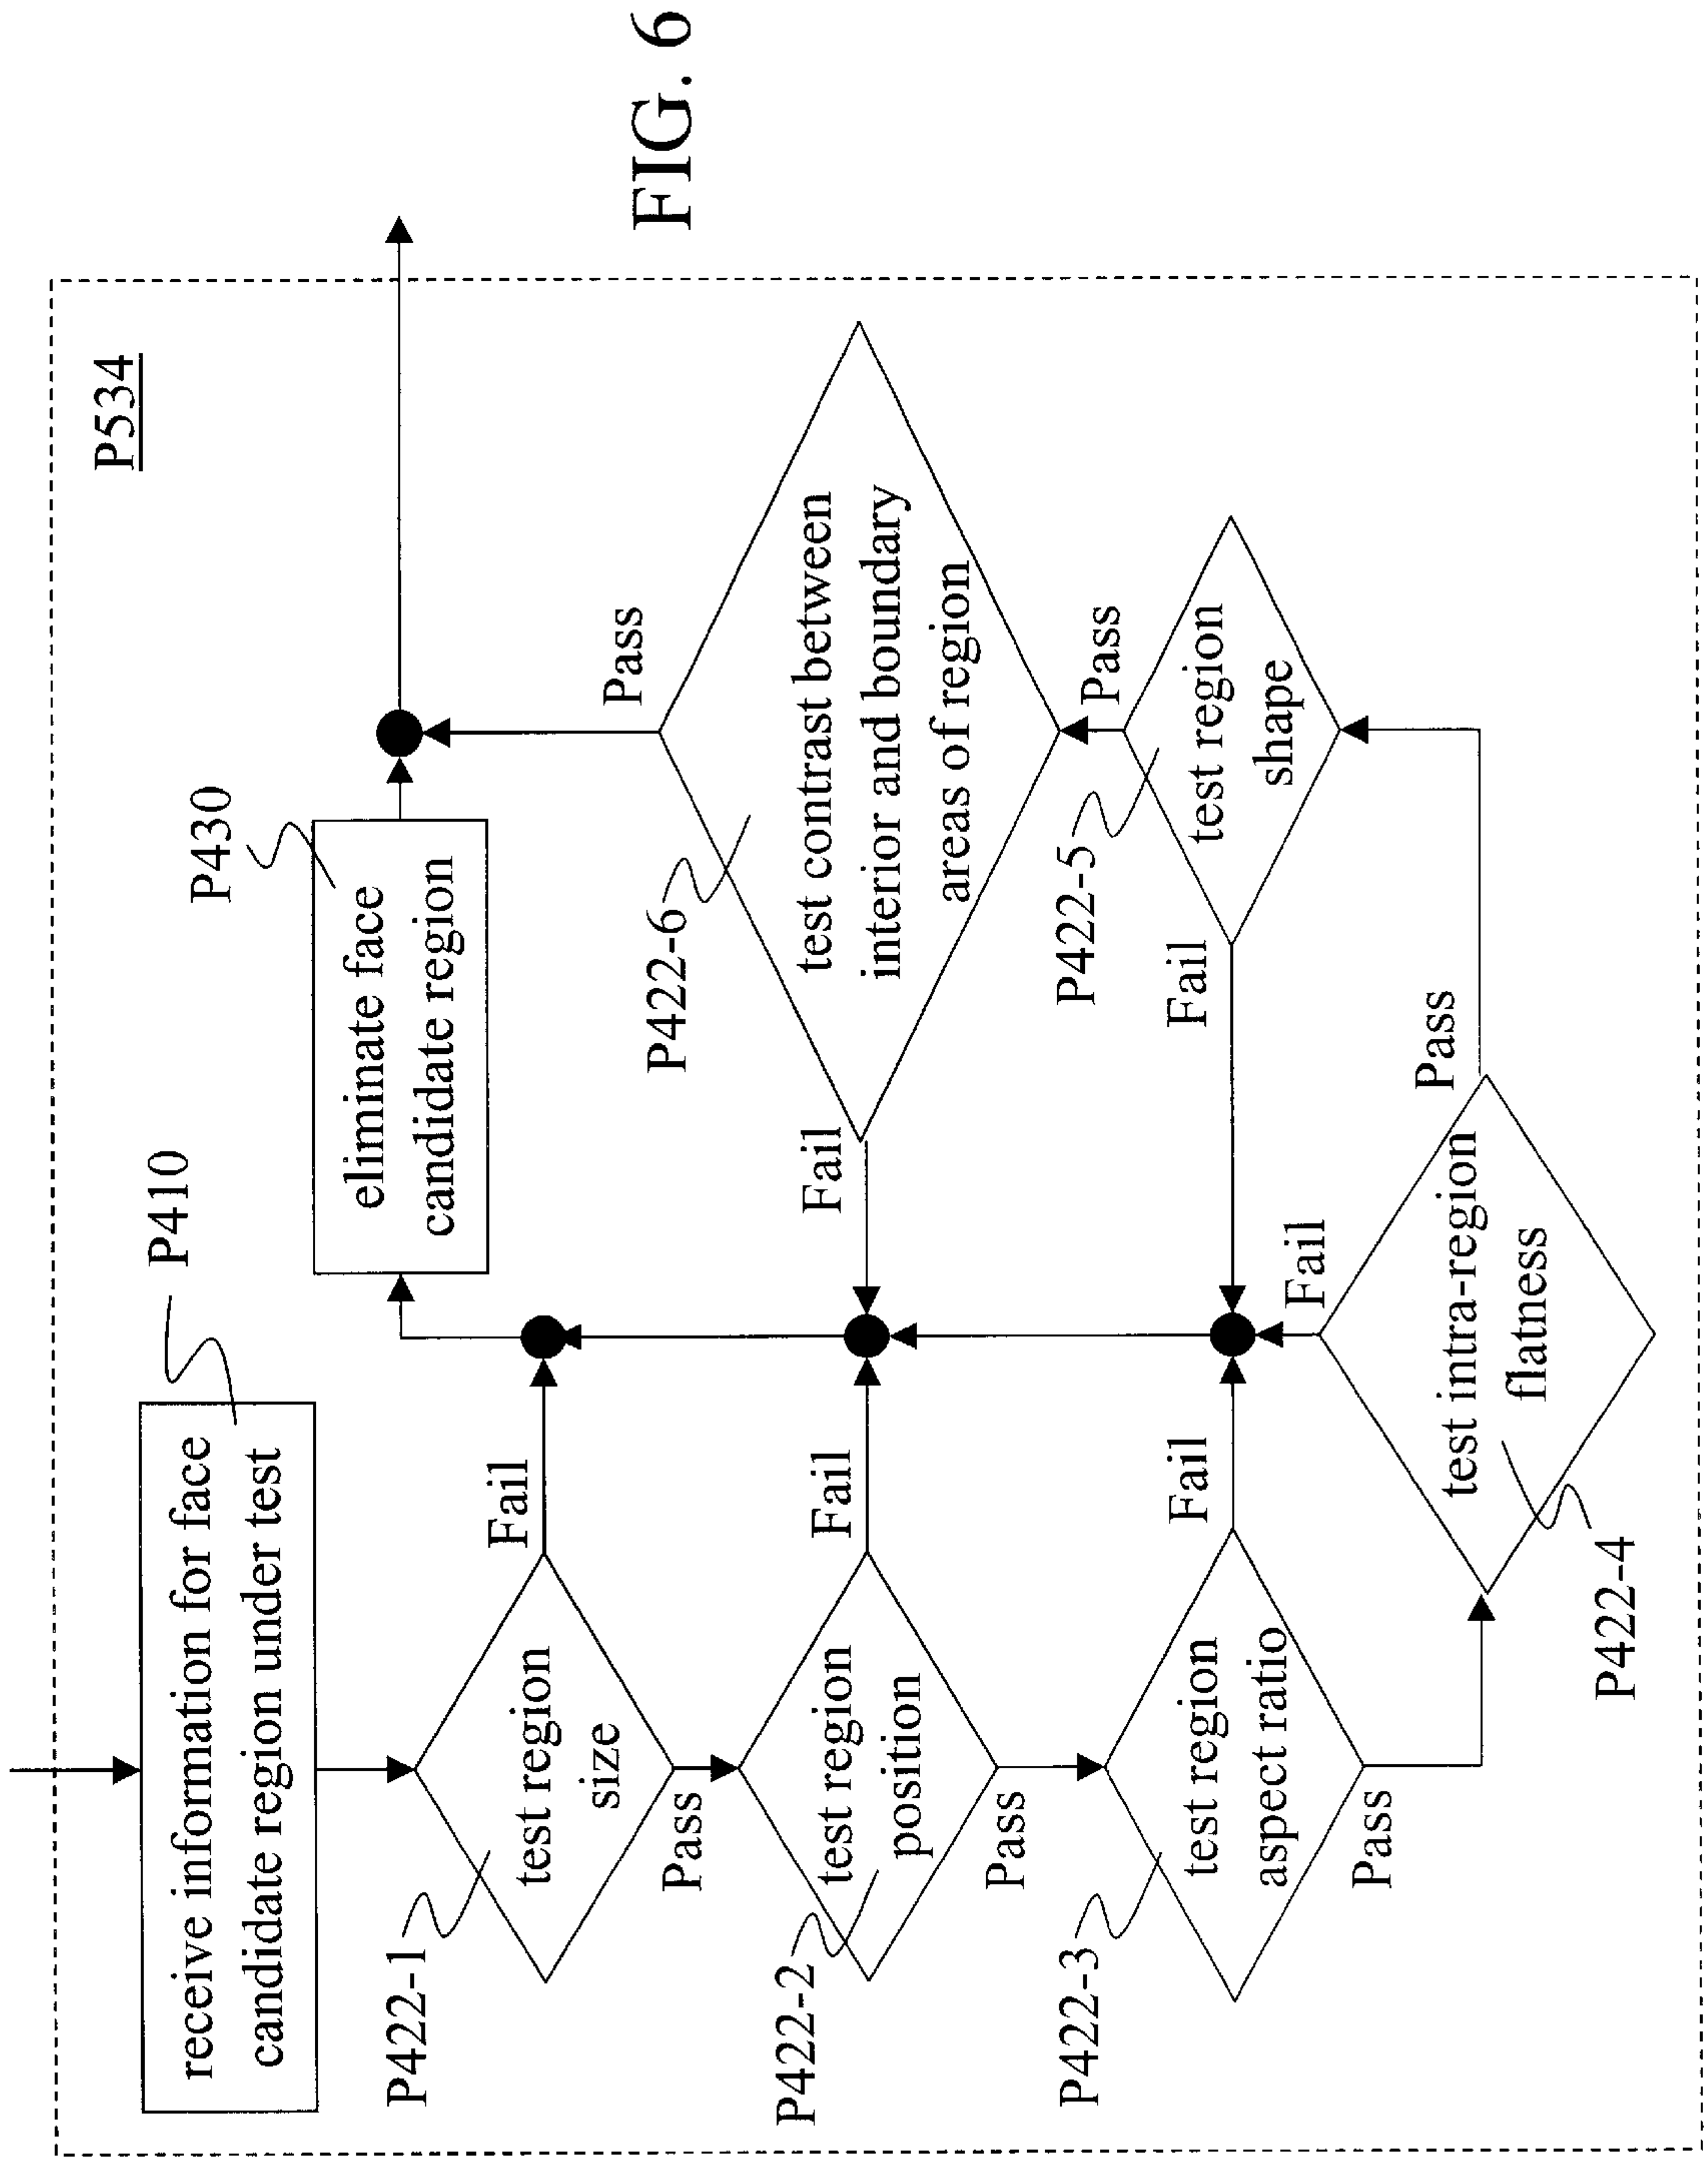 P534
receive information for face
candidate region under test
P410
P422-1
test region
size
Fail
Pass
P422-2
test region
position
Fail
Pass
P422-3
test region
aspect ratio
Fail
Pass
P422-4
test intra-region
flatness
Fail
Pass
P422-5
test region
shape
Fail
Pass
P422-6
test contrast between
interior and boundary
areas of region
Fail
Pass
P430
eliminate face
candidate region
FIG. 6